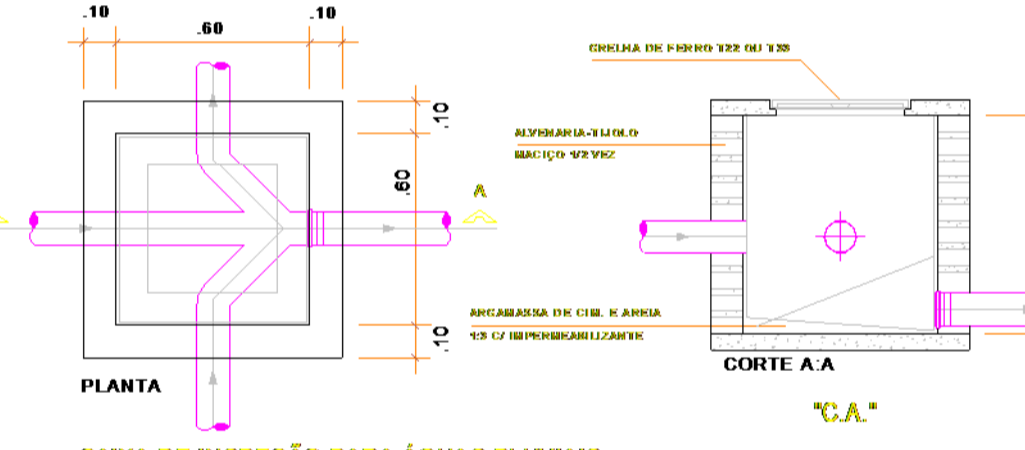 .10
.60
.10
.10
.60
.10
A
PLANTA
GRELHA DE FERRO T22 OU T33
ALVENARIA-TIJOLO
MACIÇO 1/2 VEZ
ARGAMASSA DE CIM. E AREIA
1:3 C/ IMPERMEANLIZANTE
CORTE A:A
"C.A."